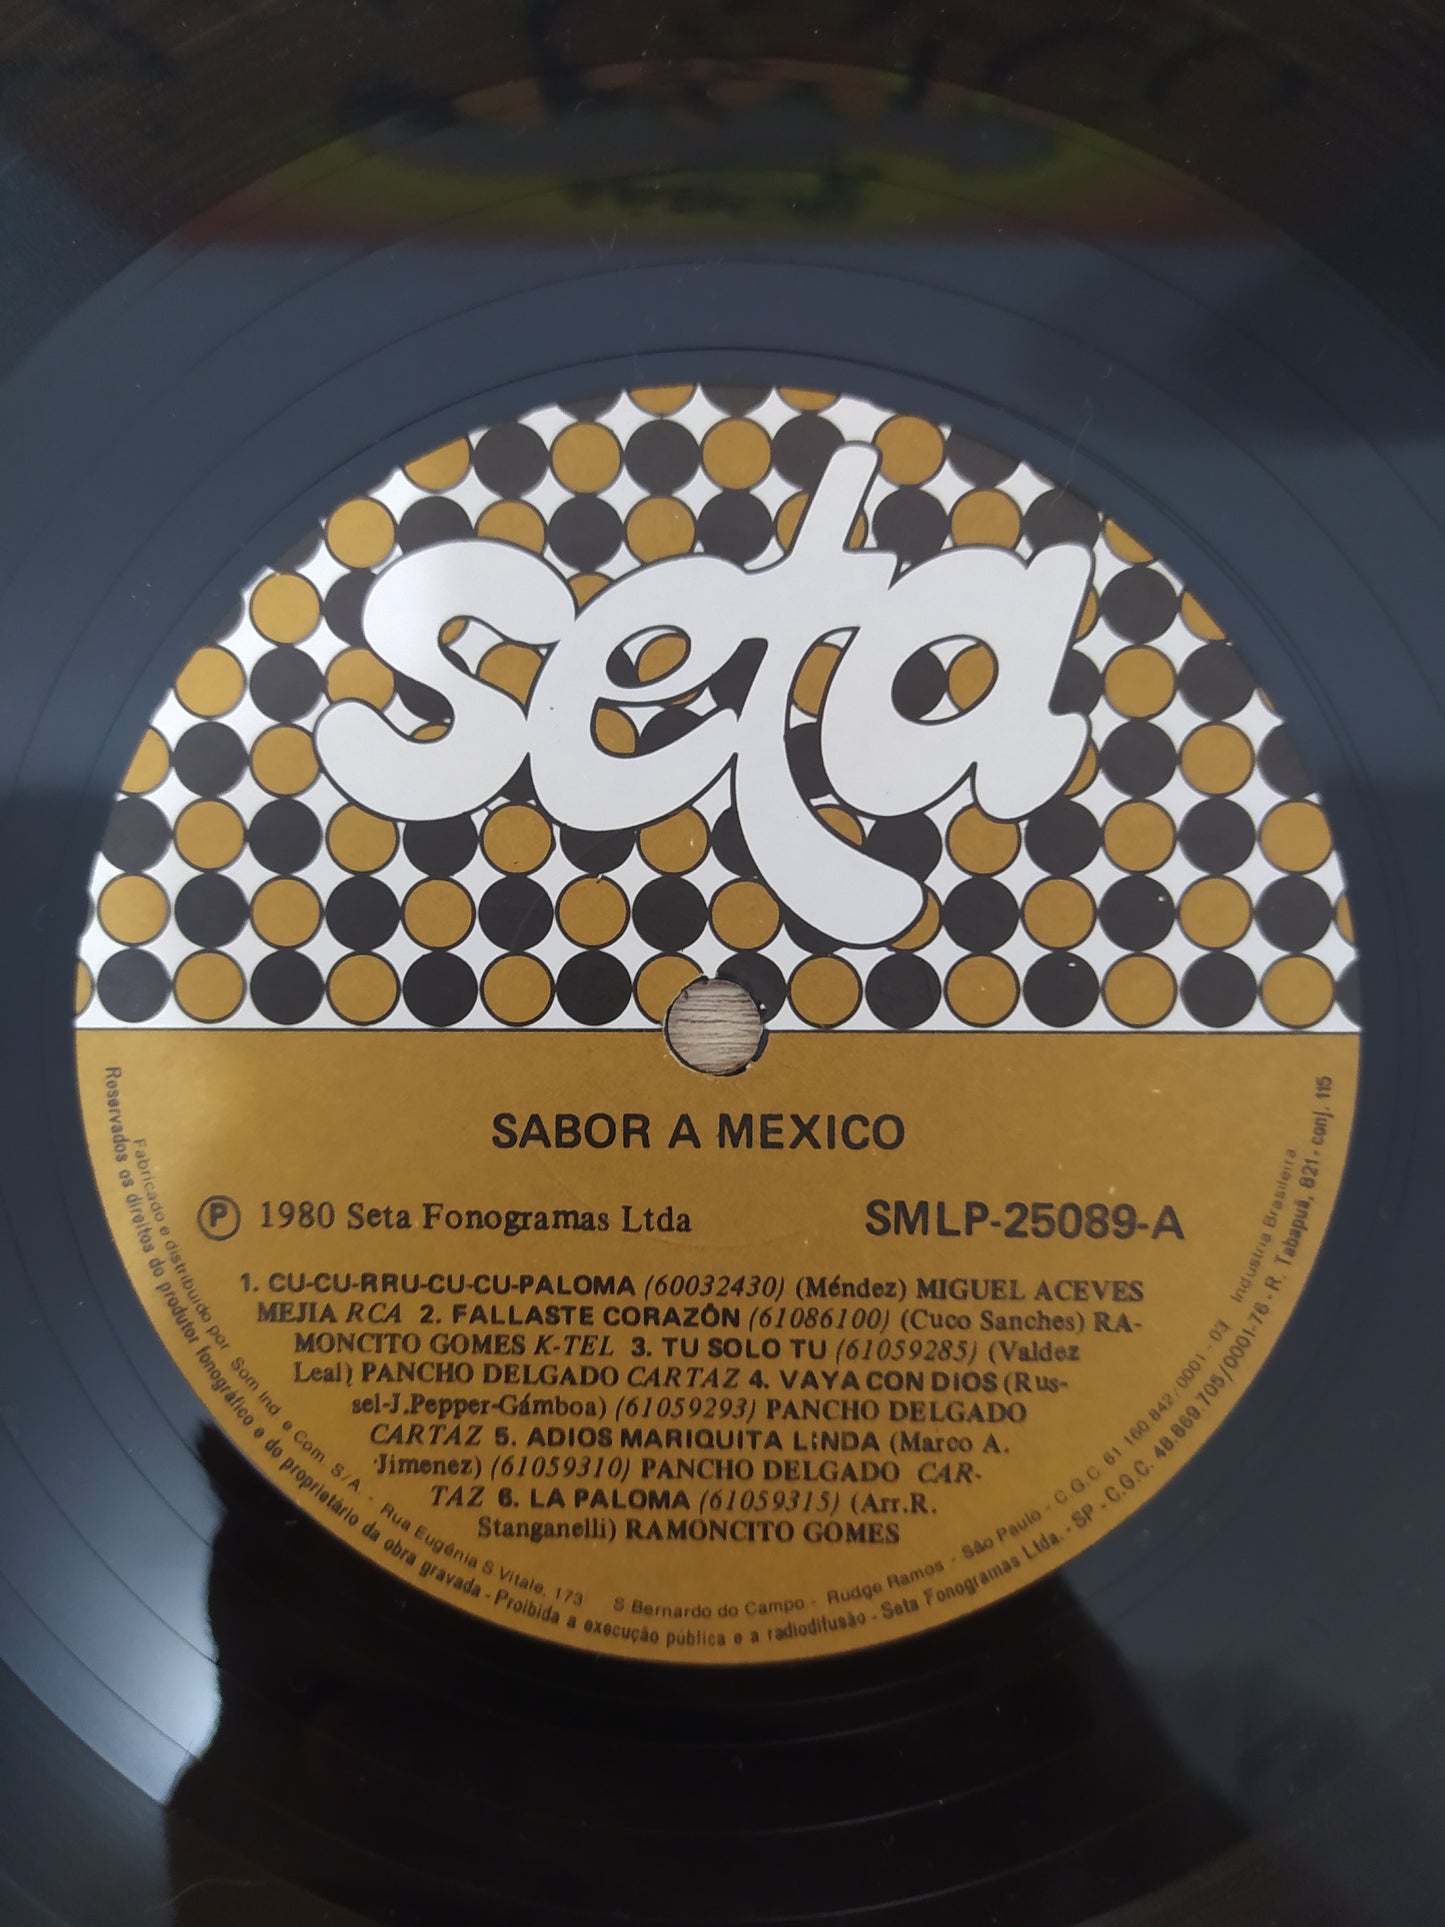 seta
SABOR A MEXICO
Ⓟ 1980 Seta Fonogramas Ltda
SMLP-25089-A
1. CU-CU-RRU-CU-CU-PALOMA (60032430) (Méndez) MIGUEL ACEVES
MEJIA RCA 2. FALLASTE CORAZÓN (61086100) (Cuco Sanches) RA-
MONCITO GOMES K-TEL 3. TU SOLO TU (61059285) (Valdez
Leal) PANCHO DELGADO CARTAZ 4. VAYA CON DIOS (Rus-
sel-J.Pepper-Gámboa) (61059293) PANCHO DELGADO
CARTAZ 5. ADIOS MARIQUITA LINDA (Marco A.
Jimenez) (61059310) PANCHO DELGADO CAR-
TAZ 6. LA PALOMA (61059315) (Arr.R.
Stanganelli) RAMONCITO GOMES
Fabricado e distribuído por Som Ind. e Com. S/A. - Rua Eugênia S. Vitale, 173 S. Bernardo do Campo - Rudge Ramos - São Paulo - C.G.C. 61 160.842/0001-03 Industria Brasileira
Reservados os direitos do produtor fonográfico e do proprietário da obra gravada - Proibida a execução pública e a radiodifusão - Seta Fonogramas Ltda. - SP - C.G.C. 48.869.705/0001-76 - R. Tabapuã, 821 - conj. 115